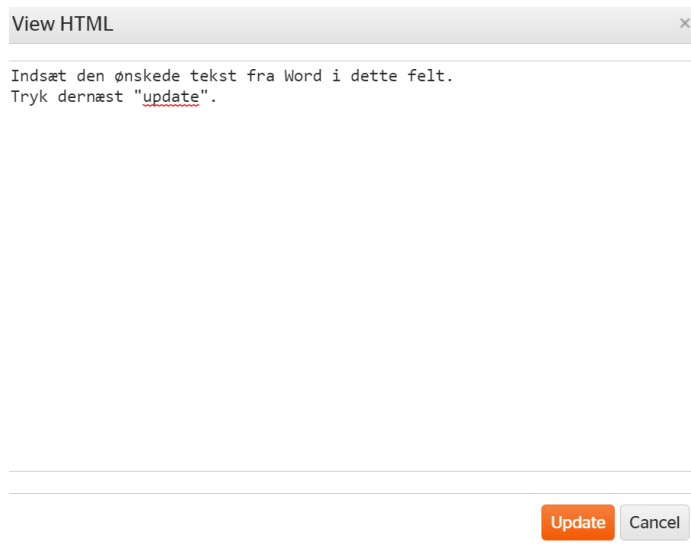 View HTML ×
Indsæt den ønskede tekst fra Word i dette felt.
Tryk dernæst "update".
Update Cancel